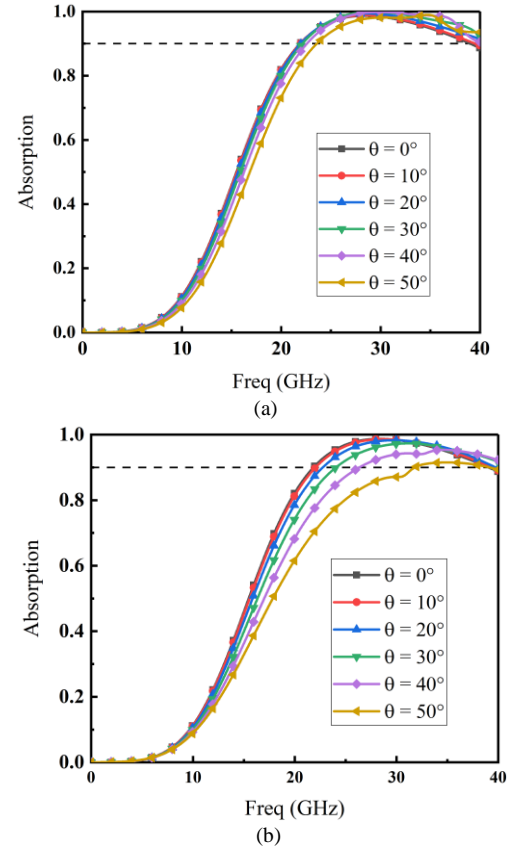 1.0
0.8
0.6
0.4
0.2
0.0
Absorption
θ = 0°
θ = 10°
θ = 20°
θ = 30°
θ = 40°
θ = 50°
0 10 20 30 40
Freq (GHz)
(a)
1.0
0.8
0.6
0.4
0.2
0.0
Absorption
θ = 0°
θ = 10°
θ = 20°
θ = 30°
θ = 40°
θ = 50°
0 10 20 30 40
Freq (GHz)
(b)